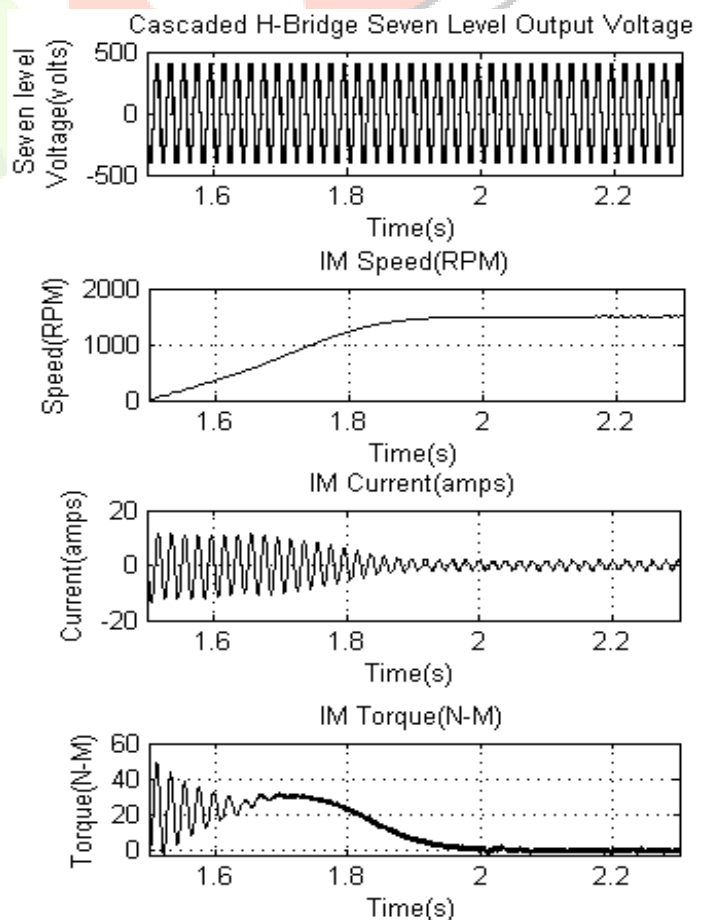 Cascaded H-Bridge Seven Level Output Voltage
Seven level
Voltage(volts)
500
0
-500
1.6 1.8 2 2.2
Time(s)
IM Speed(RPM)
Speed(RPM)
2000
1000
0
1.6 1.8 2 2.2
Time(s)
IM Current(amps)
Current(amps)
20
0
-20
1.6 1.8 2 2.2
Time(s)
IM Torque(N-M)
Torque(N-M)
60
40
20
0
1.6 1.8 2 2.2
Time(s)